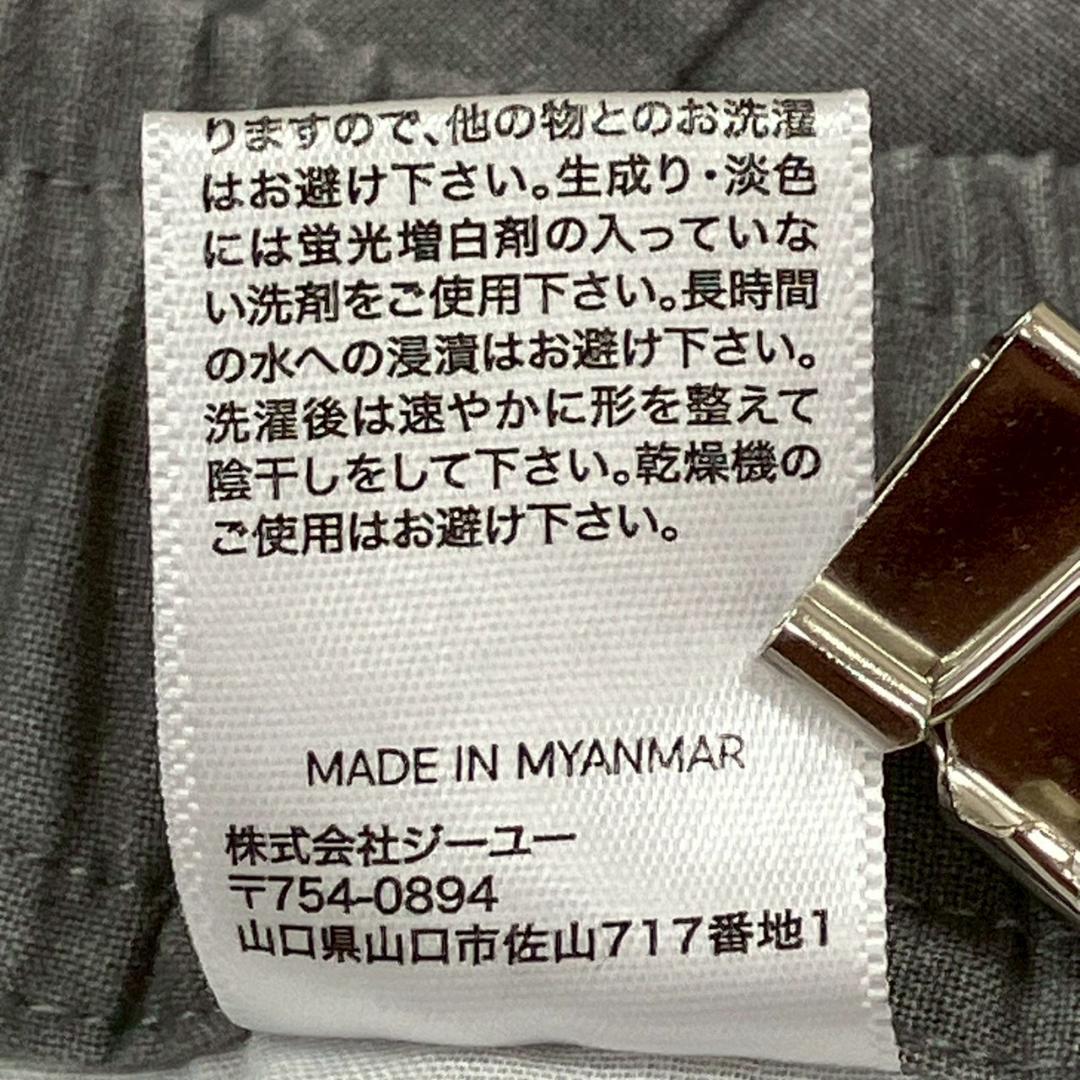 りますので、他の物とのお洗濯
はお避け下さい。生成り・淡色
には蛍光増白剤の入っていな
い洗剤をご使用下さい。長時間
の水への浸漬はお避け下さい。
洗濯後は速やかに形を整えて
陰干しをして下さい。乾燥機の
ご使用はお避け下さい。
MADE IN MYANMAR
株式会社ジーユー
〒754-0894
山口県山口市佐山717番地1